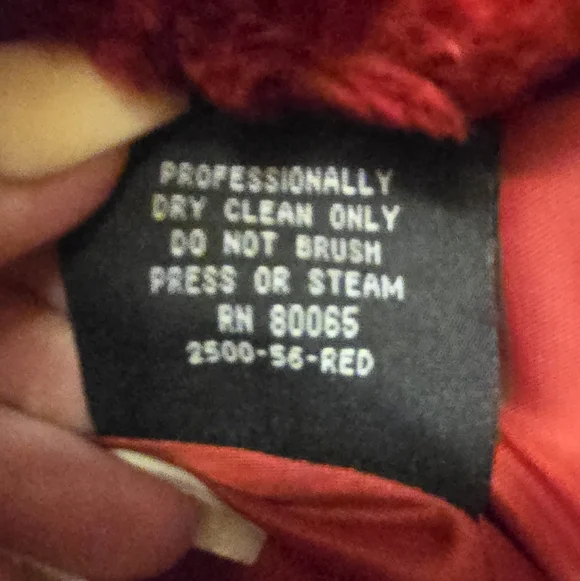 PROFESSIONALLY
DRY CLEAN ONLY
DO NOT BRUSH
PRESS OR STEAM
RN 80065
2500-56-RED